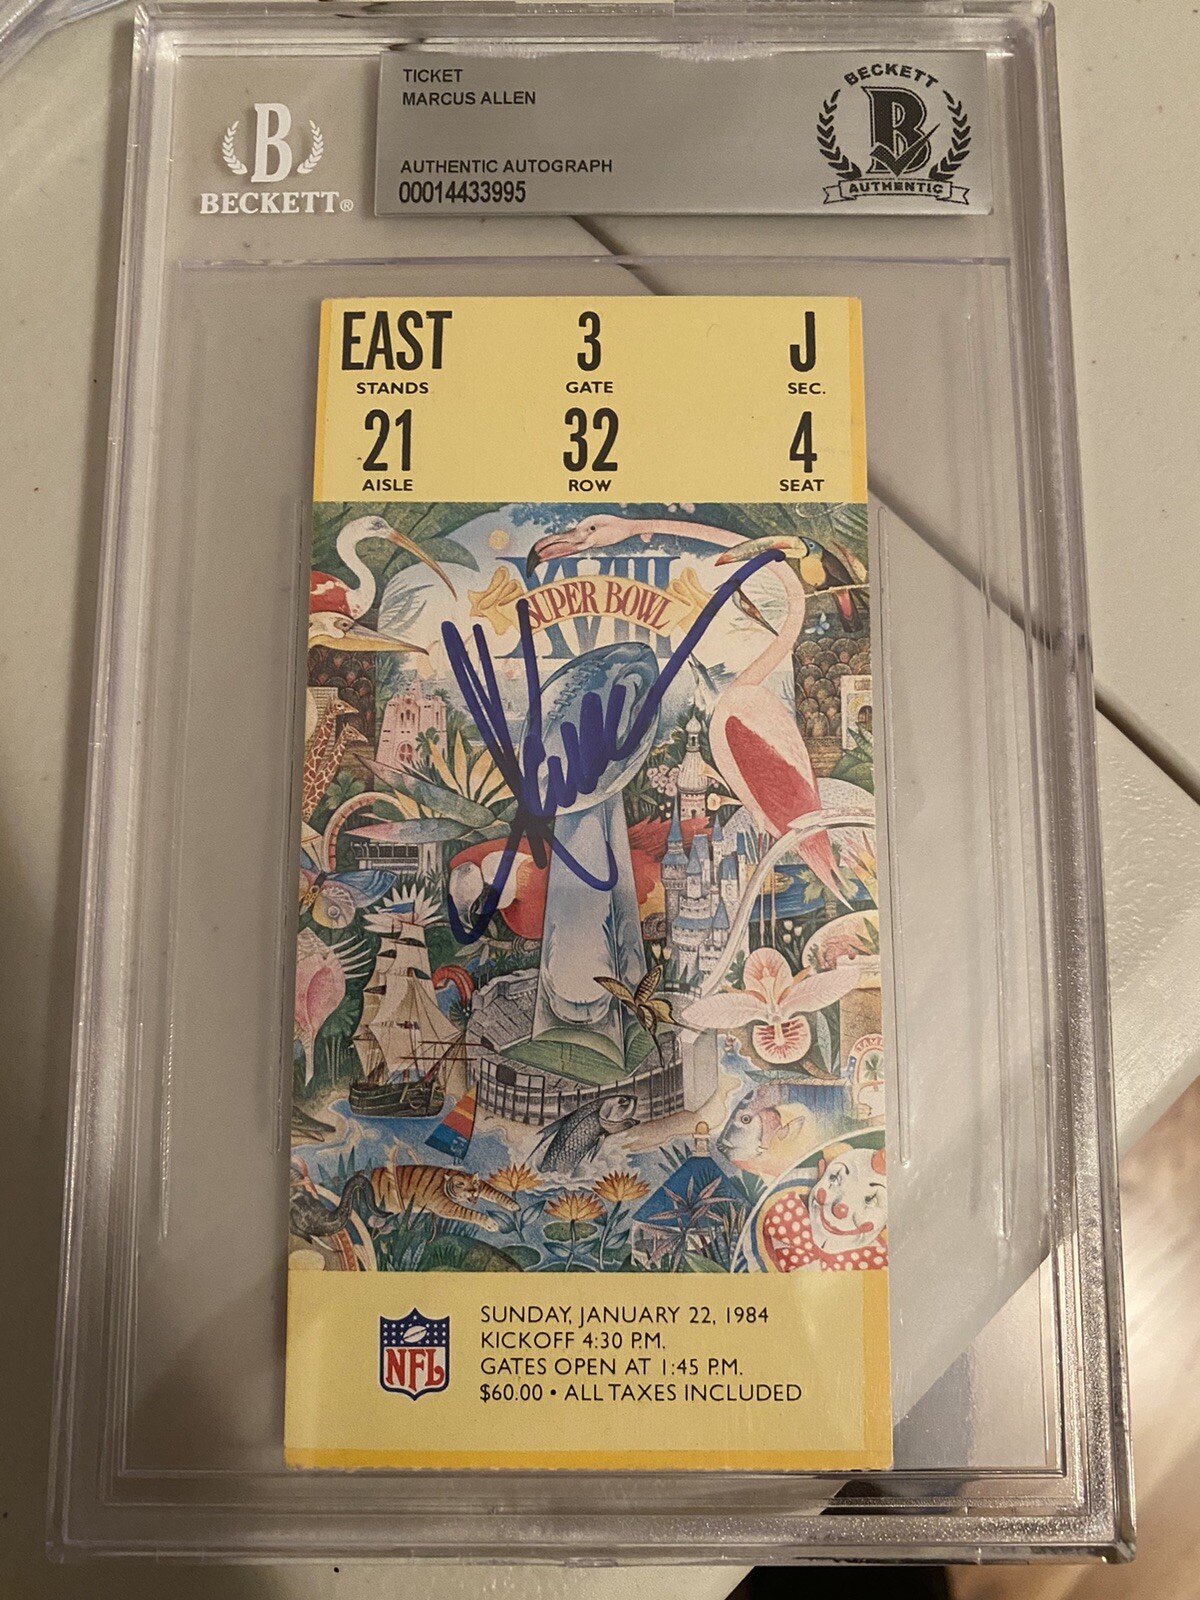 B
BECKETT®
TICKET
MARCUS ALLEN
AUTHENTIC AUTOGRAPH
00014433995
BECKETT
B
AUTHENTIC
EAST 3 J
STANDS GATE SEC.
21 32 4
AISLE ROW SEAT
XVIII
SUPER BOWL
NFL
SUNDAY, JANUARY 22, 1984
KICKOFF 4:30 P.M.
GATES OPEN AT 1:45 P.M.
$60.00 • ALL TAXES INCLUDED